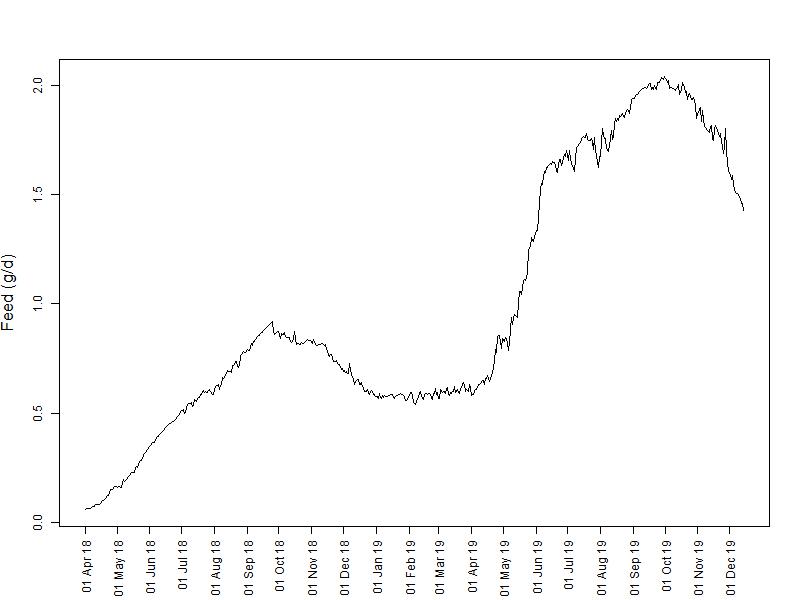 Feed (g/d)
2.0
1.5
1.0
0.5
0.0
01 Apr 18
01 May 18
01 Jun 18
01 Jul 18
01 Aug 18
01 Sep 18
01 Oct 18
01 Nov 18
01 Dec 18
01 Jan 19
01 Feb 19
01 Mar 19
01 Apr 19
01 May 19
01 Jun 19
01 Jul 19
01 Aug 19
01 Sep 19
01 Oct 19
01 Nov 19
01 Dec 19